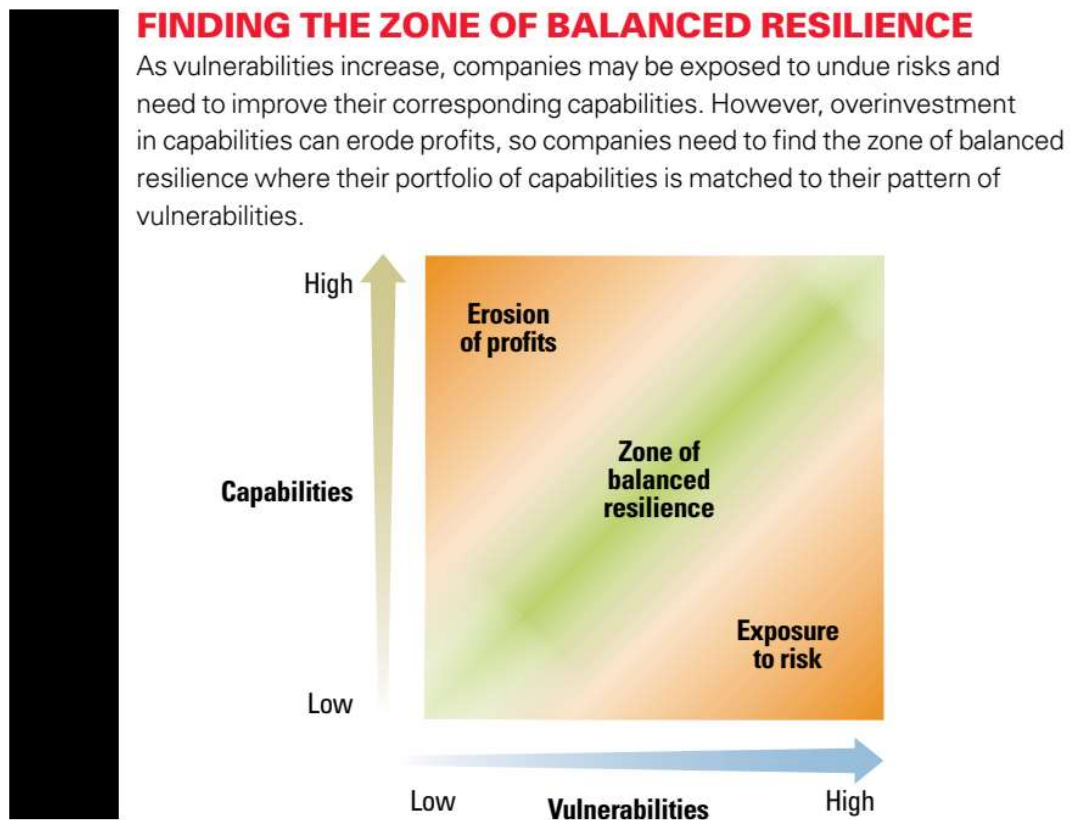 FINDING THE ZONE OF BALANCED RESILIENCE
As vulnerabilities increase, companies may be exposed to undue risks and
need to improve their corresponding capabilities. However, overinvestment
in capabilities can erode profits, so companies need to find the zone of balanced
resilience where their portfolio of capabilities is matched to their pattern of
vulnerabilities.
High
Erosion
of profits
Zone of
balanced
resilience
Capabilities
Exposure
to risk
Low
Low
Vulnerabilities
High